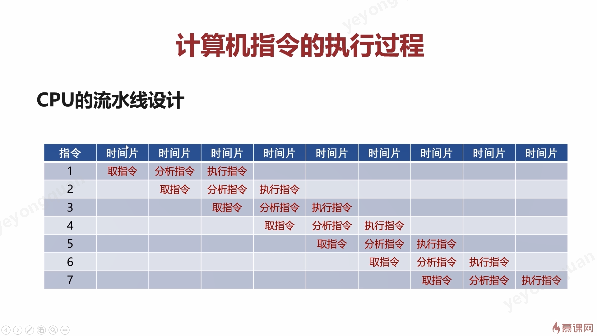 计算机指令的执行过程
CPU的流水线设计
指令 时间片 时间片 时间片 时间片 时间片 时间片 时间片 时间片 时间片
1 取指令 分析指令 执行指令
2 取指令 分析指令 执行指令
3 取指令 分析指令 执行指令
4 取指令 分析指令 执行指令
5 取指令 分析指令 执行指令
6 取指令 分析指令 执行指令
7 取指令 分析指令 执行指令
慕课网